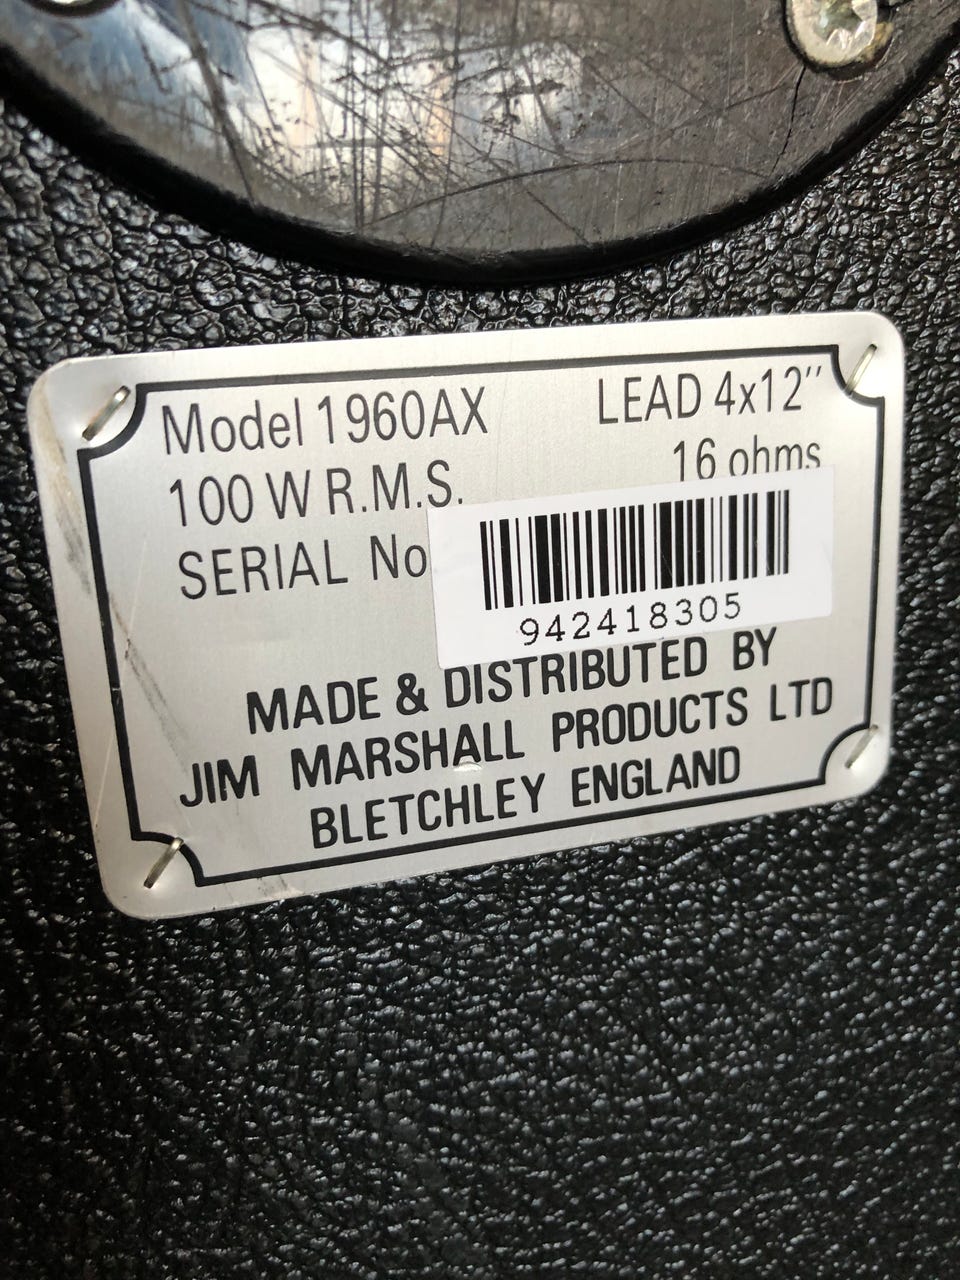 Model 1960AX LEAD 4x12"
100 W R.M.S. 16 ohms
SERIAL No
942418305
MADE & DISTRIBUTED BY
JIM MARSHALL PRODUCTS LTD
BLETCHLEY ENGLAND